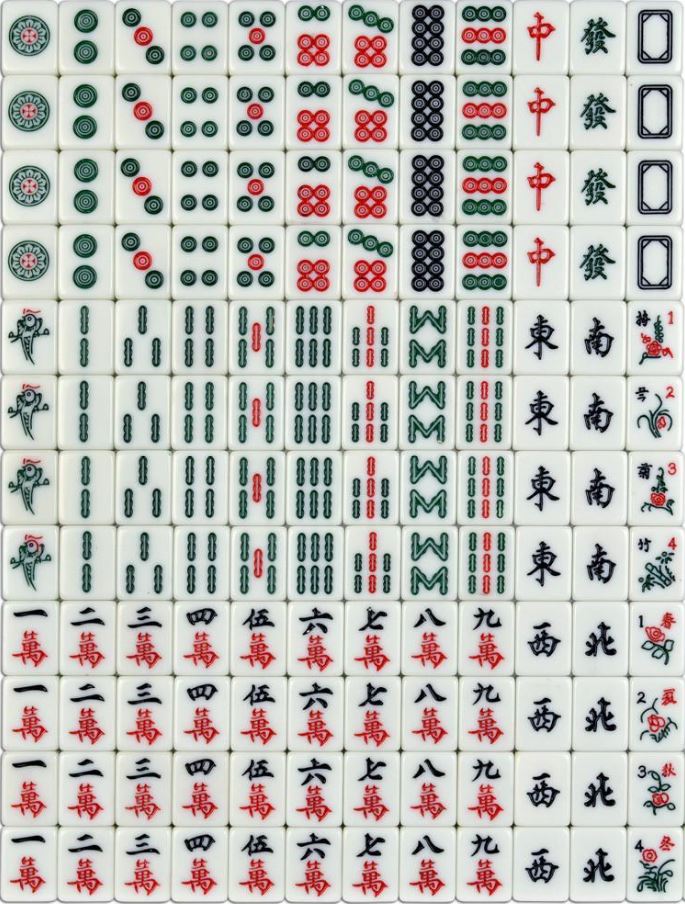 中 發
中 發
中 發
中 發
東 南 1
東 南 兰 2
東 南 菊 3
東 南 竹 4
一 二 三 四 伍 六 七 八 九 西 北 1 春
萬 萬 萬 萬 萬 萬 萬 萬 萬
一 二 三 四 伍 六 七 八 九 西 北 2 夏
萬 萬 萬 萬 萬 萬 萬 萬 萬
一 二 三 四 伍 六 七 八 九 西 北 3 秋
萬 萬 萬 萬 萬 萬 萬 萬 萬
一 二 三 四 伍 六 七 八 九 西 北 4 冬
萬 萬 萬 萬 萬 萬 萬 萬 萬